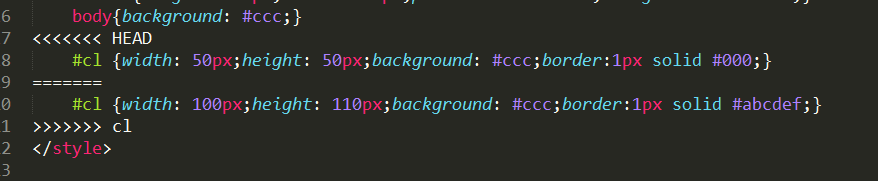 6 body{background: #ccc;}
7 <<<<<<< HEAD
8 #cl {width: 50px;height: 50px;background: #ccc;border:1px solid #000;}
9 =======
0 #cl {width: 100px;height: 110px;background: #ccc;border:1px solid #abcdef;}
1 >>>>>>> cl
2 </style>
3